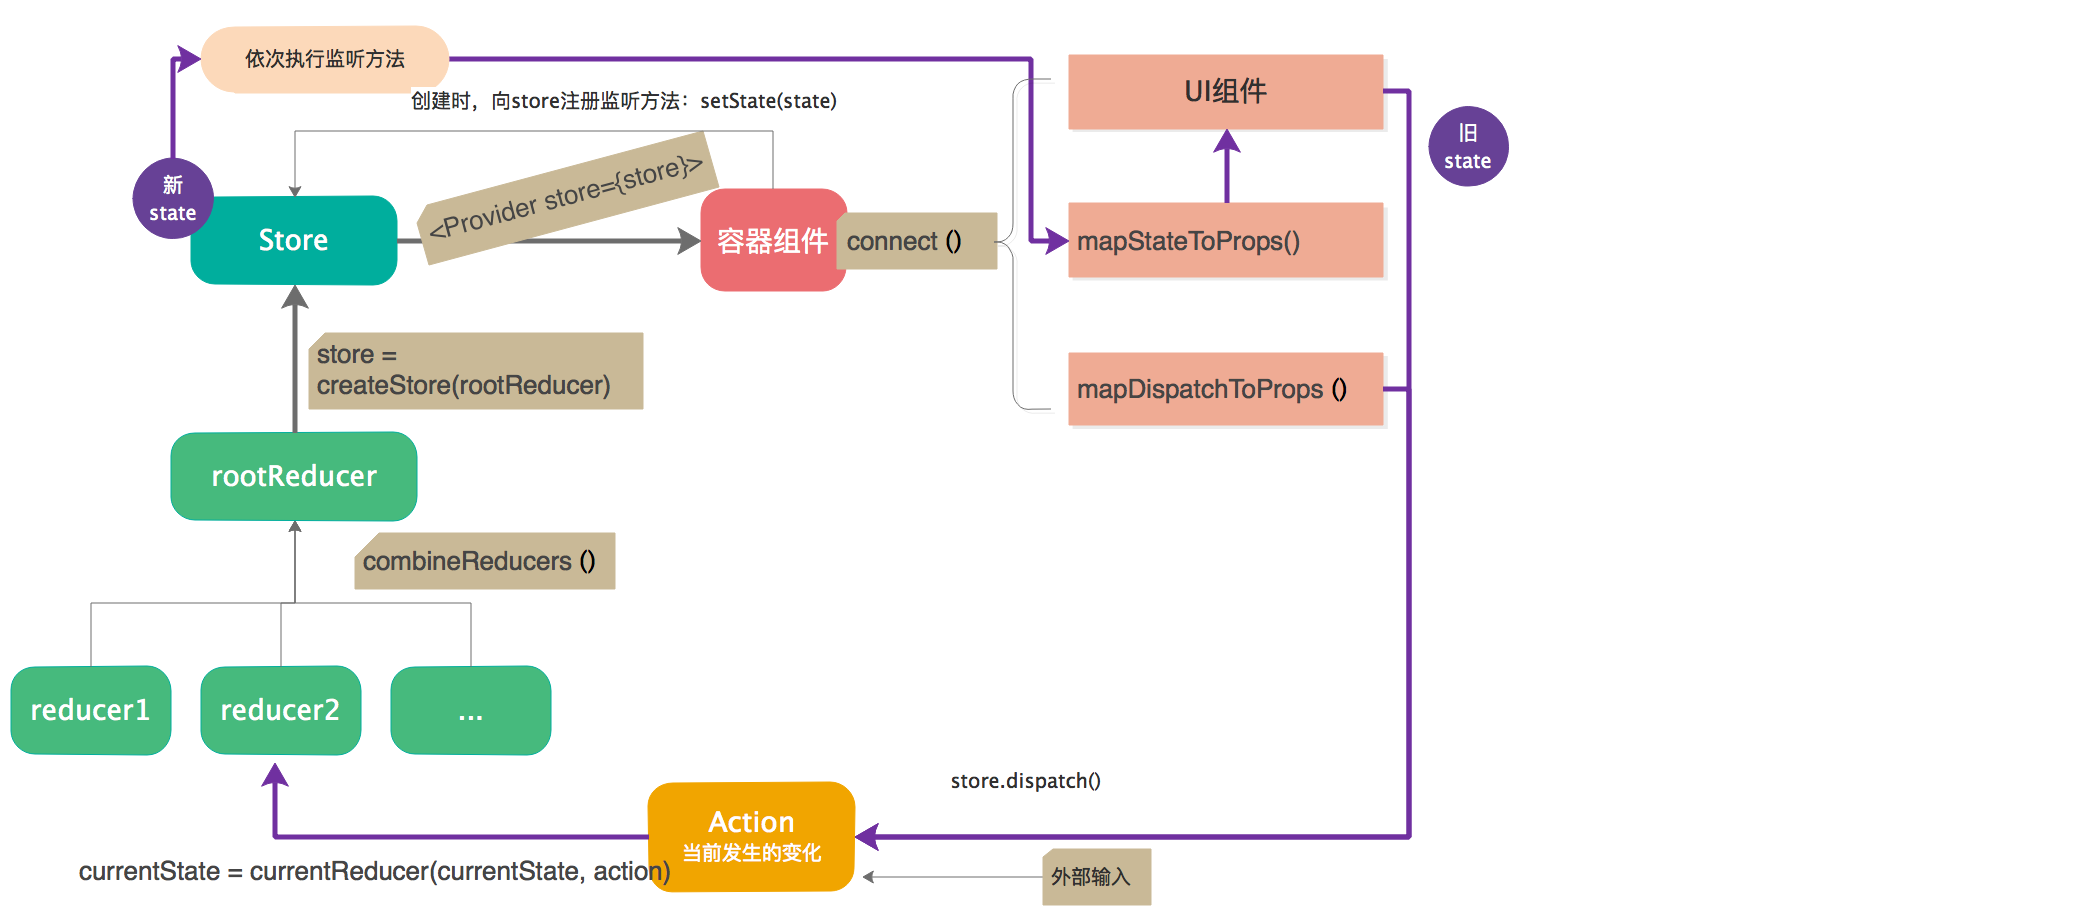 依次执行监听方法
创建时，向store注册监听方法：setState(state)
UI组件
旧
state
新
state
<Provider store={store}>
Store
容器组件
connect ()
mapStateToProps()
store =
createStore(rootReducer)
mapDispatchToProps ()
rootReducer
combineReducers ()
reducer1
reducer2
...
store.dispatch()
Action
当前发生的变化
currentState = currentReducer(currentState, action)
外部输入